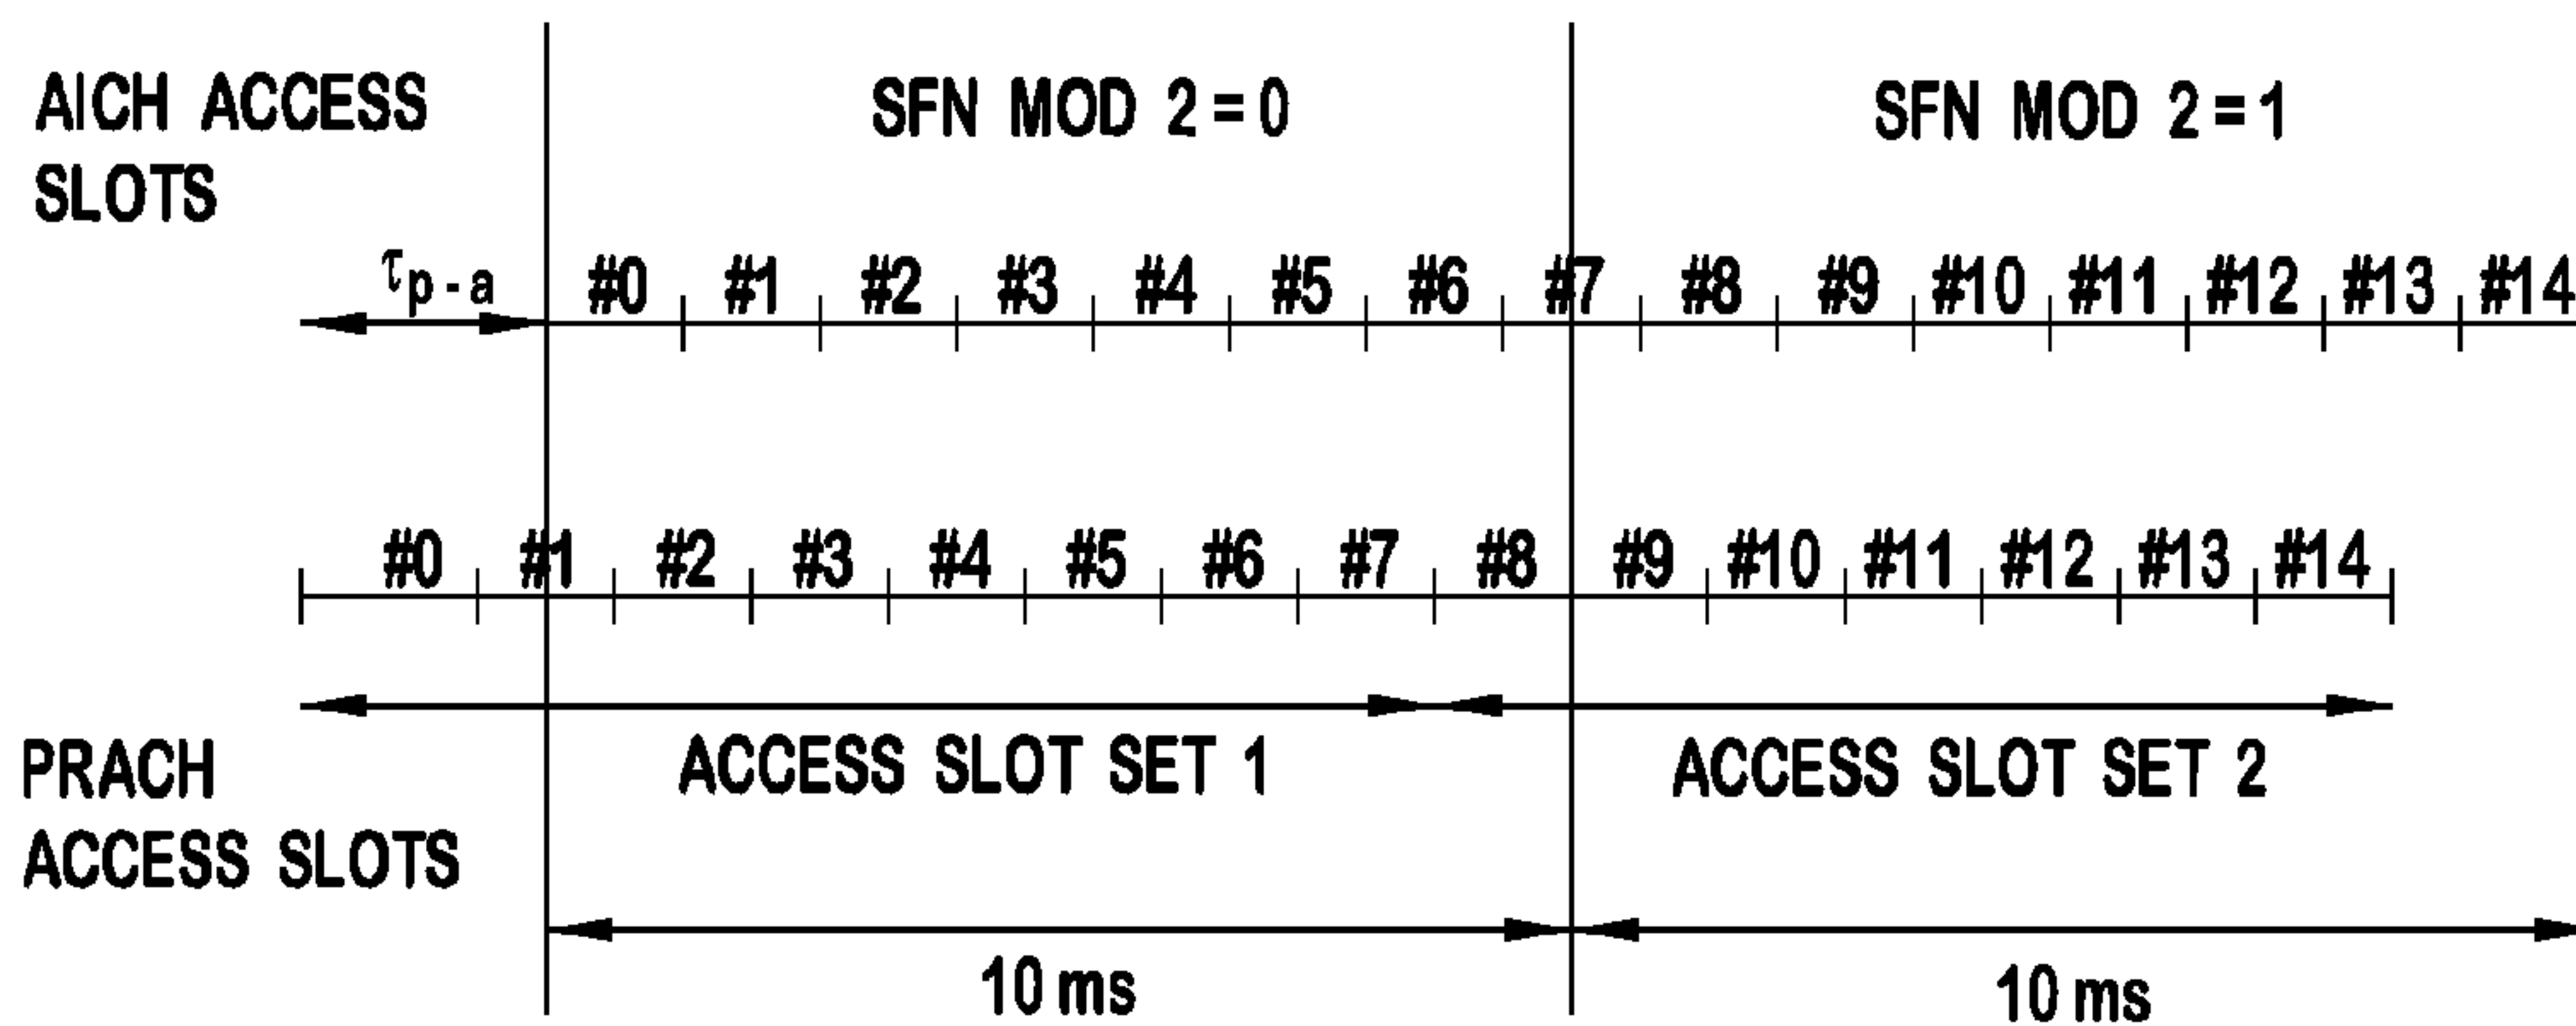 AICH ACCESS
SLOTS
SFN MOD 2 = 0
SFN MOD 2 = 1
τp - a
#0 #1 #2 #3 #4 #5 #6 #7 #8 #9 #10 #11 #12 #13 #14
#0 #1 #2 #3 #4 #5 #6 #7 #8 #9 #10 #11 #12 #13 #14
ACCESS SLOT SET 1
ACCESS SLOT SET 2
PRACH
ACCESS SLOTS
10 ms
10 ms